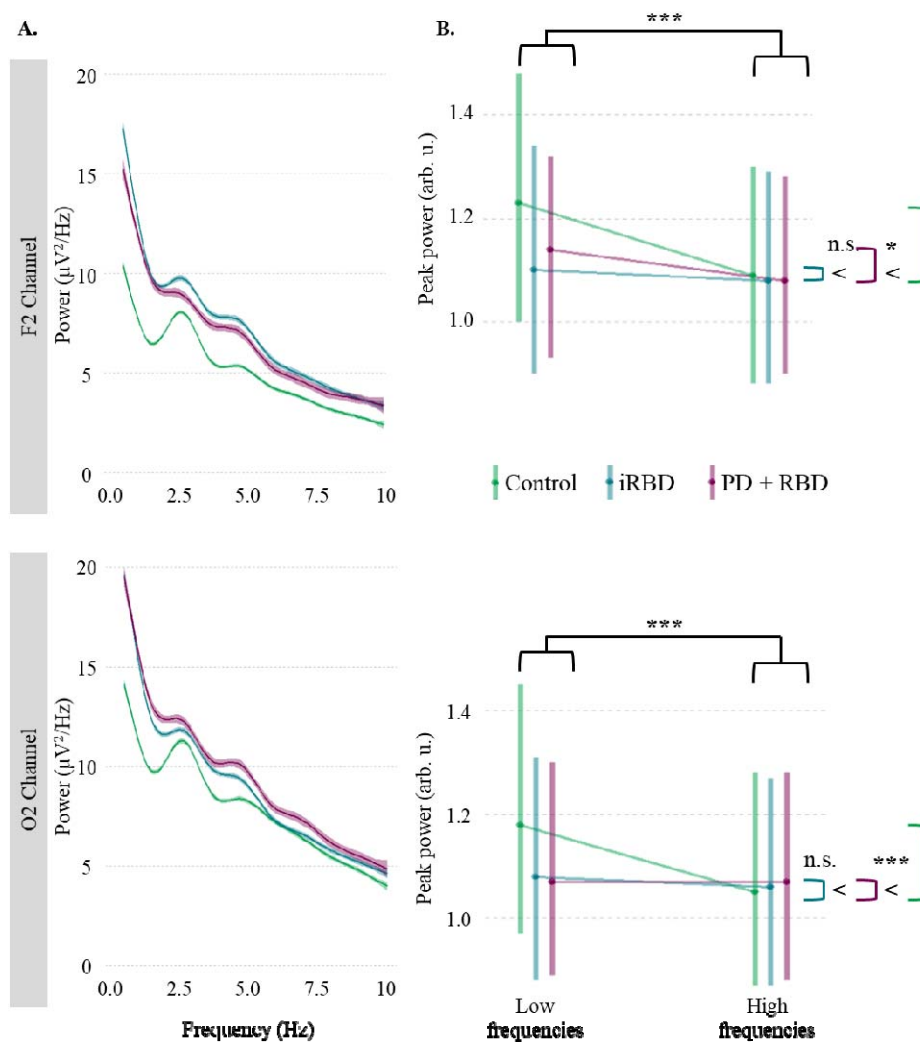 A.
B.
***
F2 Channel
Power (μV²/Hz)
20
15
10
5
0
0.0 2.5 5.0 7.5 10
Peak power (arb. u.)
1.4
1.2
1.0
n.s.
<
*
<
Control iRBD PD + RBD
O2 Channel
Power (μV²/Hz)
20
15
10
5
0
0.0 2.5 5.0 7.5 10
Frequency (Hz)
***
Peak power (arb. u.)
1.4
1.2
1.0
n.s.
<
***
<
Low
frequencies
High
frequencies